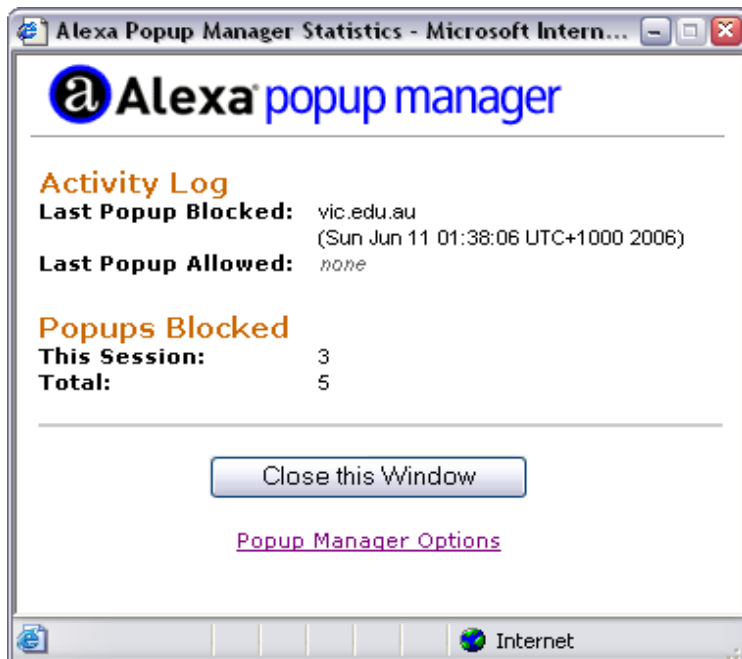 Alexa Popup Manager Statistics - Microsoft Intern...
a Alexa® popup manager
Activity Log
Last Popup Blocked: vic.edu.au
(Sun Jun 11 01:38:06 UTC+1000 2006)
Last Popup Allowed: none
Popups Blocked
This Session: 3
Total: 5
Close this Window
Popup Manager Options
Internet